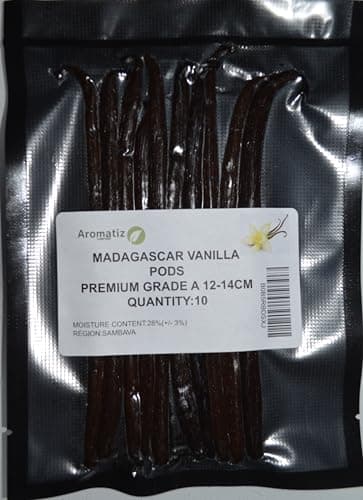 Aromatiz
MADAGASCAR VANILLA
PODS
PREMIUM GRADE A 12-14CM
QUANTITY:10
MOISTURE CONTENT:28%(+/- 3%)
REGION:SAMBAVA